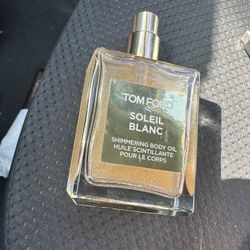 TOM FORD
SOLEIL
BLANC
SHIMMERING BODY OIL
HUILE SCINTILLANTE
POUR LE CORPS